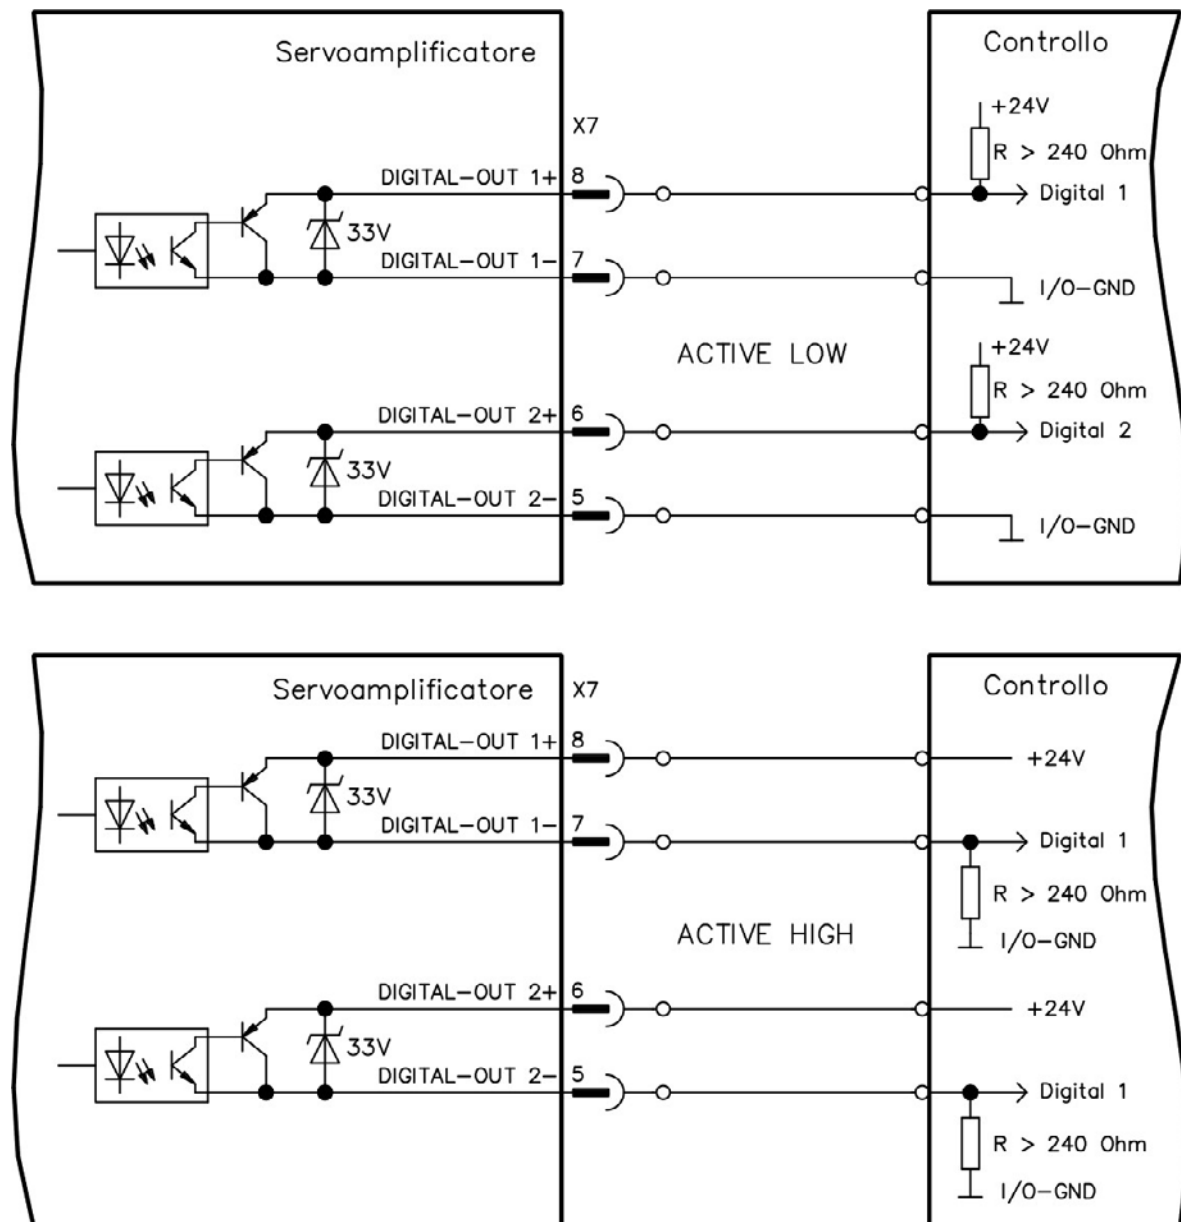 Servoamplificatore
Controllo
+24V
X7
R > 240 Ohm
DIGITAL-OUT 1+
8
Digital 1
33V
DIGITAL-OUT 1-
7
I/O-GND
ACTIVE LOW
+24V
R > 240 Ohm
DIGITAL-OUT 2+
6
Digital 2
33V
DIGITAL-OUT 2-
5
I/O-GND
Servoamplificatore
X7
Controllo
DIGITAL-OUT 1+
8
+24V
33V
DIGITAL-OUT 1-
7
Digital 1
R > 240 Ohm
ACTIVE HIGH
I/O-GND
DIGITAL-OUT 2+
6
+24V
33V
DIGITAL-OUT 2-
5
Digital 1
R > 240 Ohm
I/O-GND